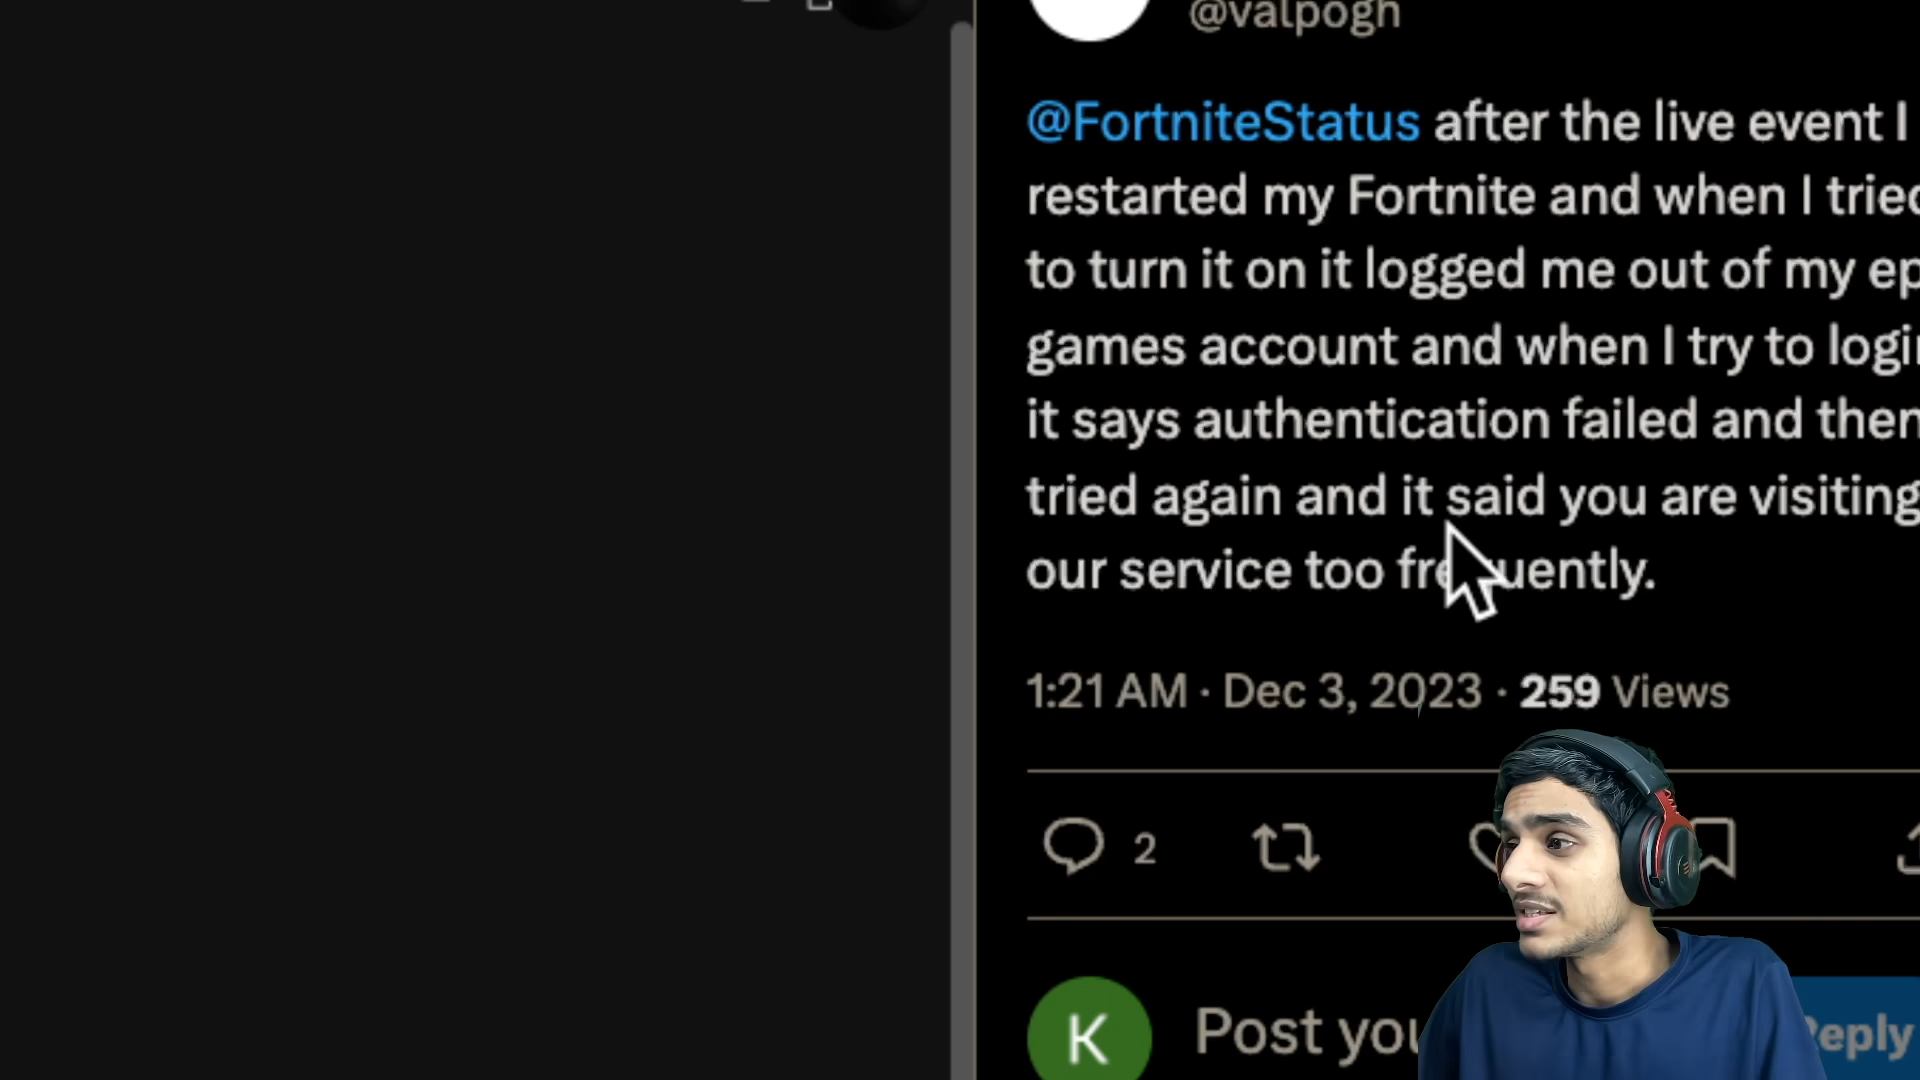 @valpogh
@FortniteStatus after the live event I
restarted my Fortnite and when I tried
to turn it on it logged me out of my ep
games account and when I try to login
it says authentication failed and then
tried again and it said you are visiting
our service too frequently.
1:21 AM · Dec 3, 2023 · 259 Views
2
K
Post you
Reply